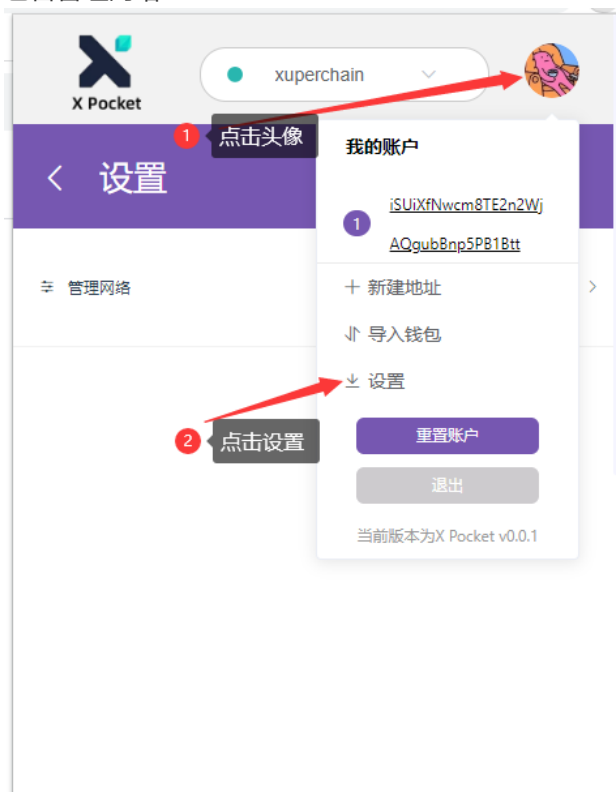 X Pocket
xuperchain
1 点击头像
设置
我的账户
1
iSUiXfNwcm8TE2n2Wj
AQgubBnp5PB1Btt
管理网络
新建地址
导入钱包
设置
2 点击设置
重置账户
退出
当前版本为X Pocket v0.0.1